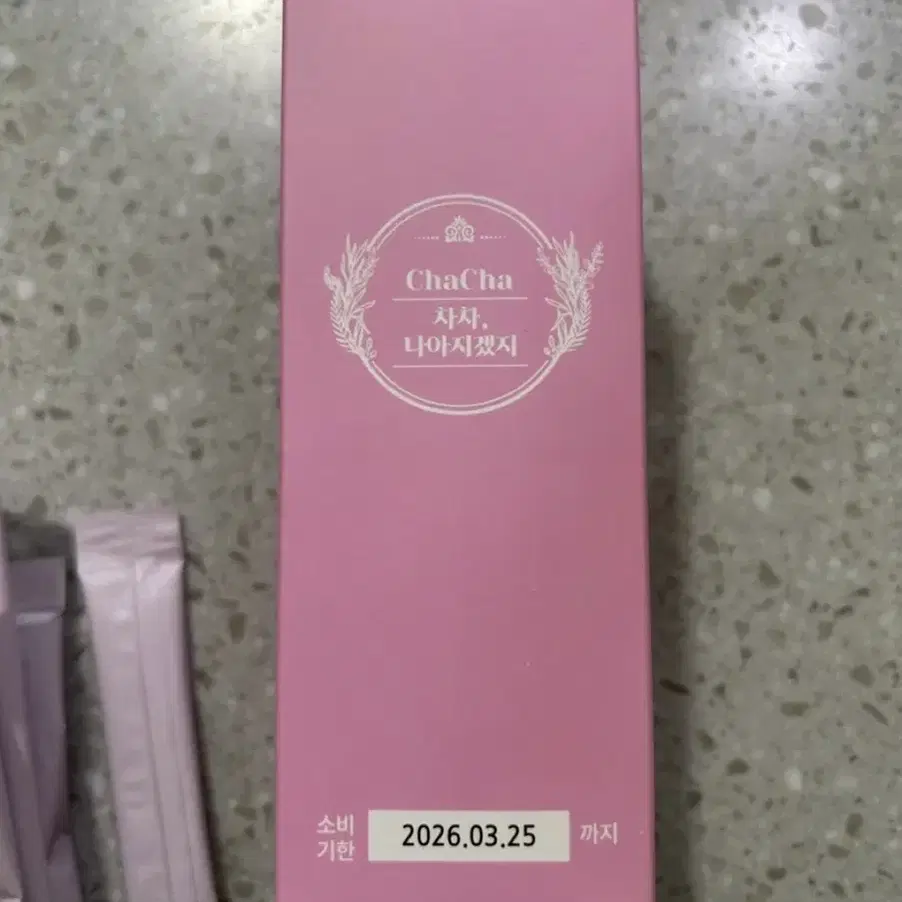 ChaCha
차차,
나아지겠지
소비
기한
2026.03.25
까지